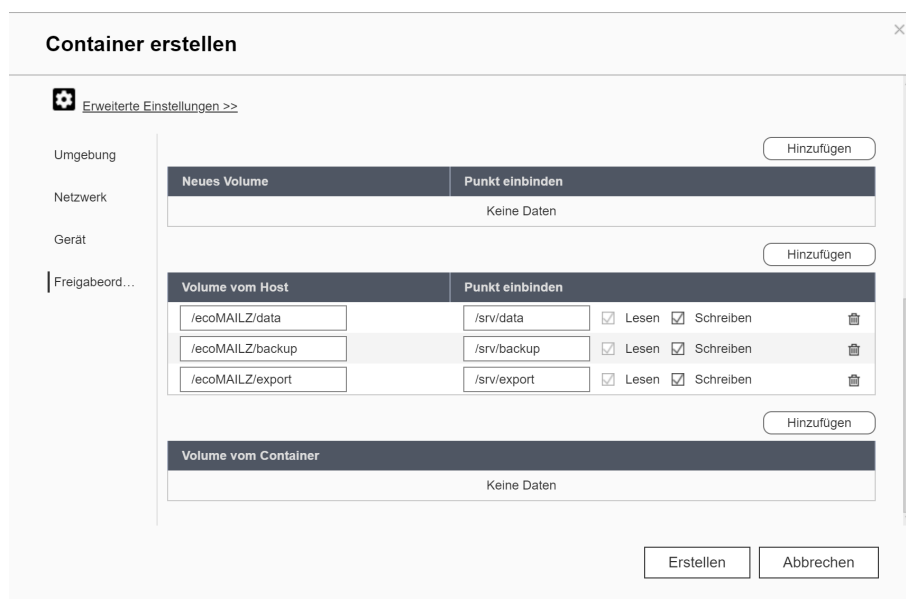 Container erstellen
Erweiterte Einstellungen >>
Umgebung
Netzwerk
Gerät
Freigabeord…
Hinzufügen
Neues Volume Punkt einbinden
Keine Daten
Hinzufügen
Volume vom Host Punkt einbinden
/ecoMAILZ/data /srv/data Lesen Schreiben
/ecoMAILZ/backup /srv/backup Lesen Schreiben
/ecoMAILZ/export /srv/export Lesen Schreiben
Hinzufügen
Volume vom Container
Keine Daten
Erstellen Abbrechen